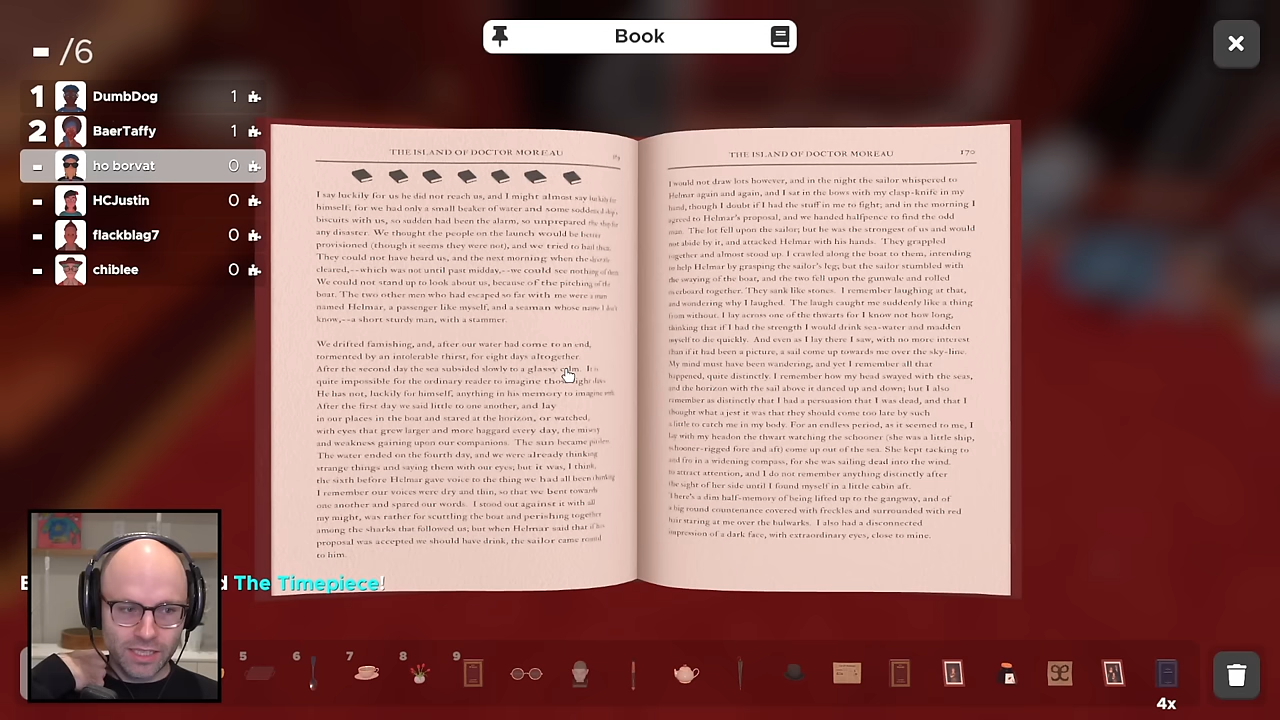 Book
- /6
1 DumbDog 1
2 BaerTaffy 1
- ho borvat 0
- HCJustin 0
- flackblag7 0
- chiblee 0
THE ISLAND OF DOCTOR MOREAU
I say luckily for us he did not reach us, and I might almost say luckily for
himself; for we had only a small beaker of water and some soddened ship's
biscuits with us, so sudden had been the alarm, so unprepared the ship for
any disaster. We thought the people on the launch would be better
provisioned (though it seems they were not), and we tried to hail them.
They could not have heard us, and the next morning when the drizzle
cleared,--which was not until past midday,--we could see nothing of them
We could not stand up to look about us, because of the pitching of the
boat. The two other men who had escaped so far with me were a man
named Helmar, a passenger like myself, and a seaman whose name I don't
know,--a short sturdy man, with a stammer.
We drifted famishing, and, after our water had come to an end,
tormented by an intolerable thirst, for eight days altogether.
After the second day the sea subsided slowly to a glassy calm. It is
quite impossible for the ordinary reader to imagine those eight days
He has not, luckily for himself, anything in his memory to imagine with
After the first day we said little to one another, and lay
in our places in the boat and stared at the horizon, or watched,
with eyes that grew larger and more haggard every day, the misery
and weakness gaining upon our companions. The sun became pitiless
The water ended on the fourth day, and we were already thinking
strange things and saying them with our eyes; but it was, I think,
the sixth before Helmar gave voice to the thing we had all been thinking
I remember our voices were dry and thin, so that we bent towards
one another and spared our words. I stood out against it with all
my might, was rather for scuttling the boat and perishing together
among the sharks that followed us; but when Helmar said that if his
proposal was accepted we should have drink, the sailor came round
to him.
THE ISLAND OF DOCTOR MOREAU 170
I would not draw lots however, and in the night the sailor whispered to
Helmar again and again, and I sat in the bows with my clasp-knife in my
hand, though I doubt if I had the stuff in me to fight; and in the morning I
agreed to Helmar's proposal, and we handed halfpence to find the odd
man. The lot fell upon the sailor; but he was the strongest of us and would
not abide by it, and attacked Helmar with his hands. They grappled
together and almost stood up. I crawled along the boat to them, intending
to help Helmar by grasping the sailor's leg; but the sailor stumbled with
the swaying of the boat, and the two fell upon the gunwale and rolled
overboard together. They sank like stones. I remember laughing at that,
and wondering why I laughed. The laugh caught me suddenly like a thing
from without. I lay across one of the thwarts for I know not how long,
thinking that if I had the strength I would drink sea-water and madden
myself to die quickly. And even as I lay there I saw, with no more interest
than if it had been a picture, a sail come up towards me over the sky-line.
My mind must have been wandering, and yet I remember all that
happened, quite distinctly. I remember how my head swayed with the seas,
and the horizon with the sail above it danced up and down; but I also
remember as distinctly that I had a persuasion that I was dead, and that I
thought what a jest it was that they should come too late by such
a little to catch me in my body. For an endless period, as it seemed to me, I
lay with my headon the thwart watching the schooner (she was a little ship,
schooner-rigged fore and aft) come up out of the sea. She kept tacking to
and fro in a widening compass, for she was sailing dead into the wind.
to attract attention, and I do not remember anything distinctly after
the sight of her side until I found myself in a little cabin aft.
There's a dim half-memory of being lifted up to the gangway, and of
a big round countenance covered with freckles and surrounded with red
hair staring at me over the bulwarks. I also had a disconnected
impression of a dark face, with extraordinary eyes, close to mine.
The Timepiece!
5 6 7 8 9
4x